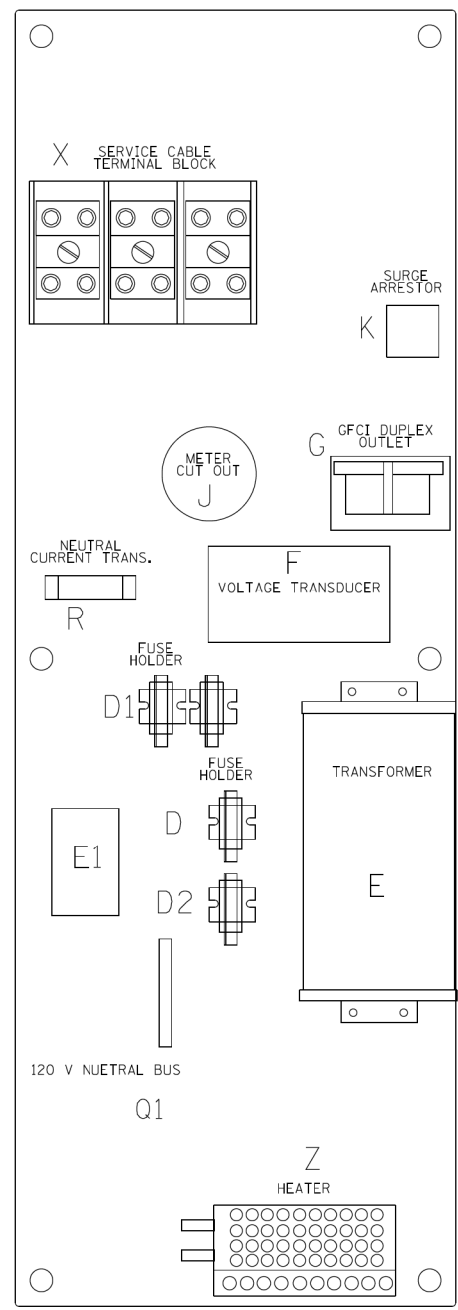 X
SERVICE CABLE
TERMINAL BLOCK
SURGE
ARRESTOR
K
G
GFCI DUPLEX
OUTLET
METER
CUT OUT
J
NEUTRAL
CURRENT TRANS.
R
F
VOLTAGE TRANSDUCER
FUSE
HOLDER
D1
FUSE
HOLDER
TRANSFORMER
D
E1
E
D2
120 V NUETRAL BUS
Q1
Z
HEATER